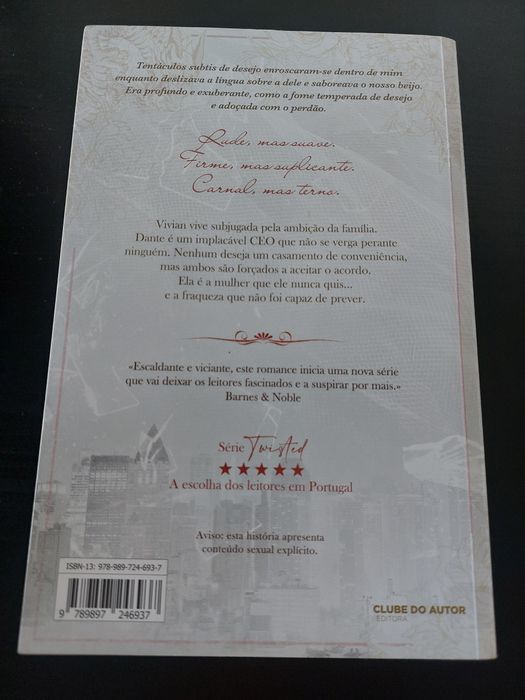 Tentáculos subtis de desejo enroscaram-se dentro de mim
enquanto deslizava a língua sobre a dele e saboreava o nosso beijo.
Era profundo e exuberante, como a fome temperada de desejo
e adoçada com o perdão.
Rude, mas suave.
Firme, mas suplicante.
Carnal, mas terno.
Vivian vive subjugada pela ambição da família.
Dante é um implacável CEO que não se verga perante
ninguém. Nenhum deseja um casamento de conveniência,
mas ambos são forçados a aceitar o acordo.
Ela é a mulher que ele nunca quis...
e a fraqueza que não foi capaz de prever.
«Escaldante e viciante, este romance inicia uma nova série
que vai deixar os leitores fascinados e a suspirar por mais.»
Barnes & Noble
Série Twisted
★★★★★
A escolha dos leitores em Portugal
Aviso: esta história apresenta
conteúdo sexual explícito.
ISBN-13: 978-989-724-693-7
9 789897 246937
CLUBE DO AUTOR
EDITORA